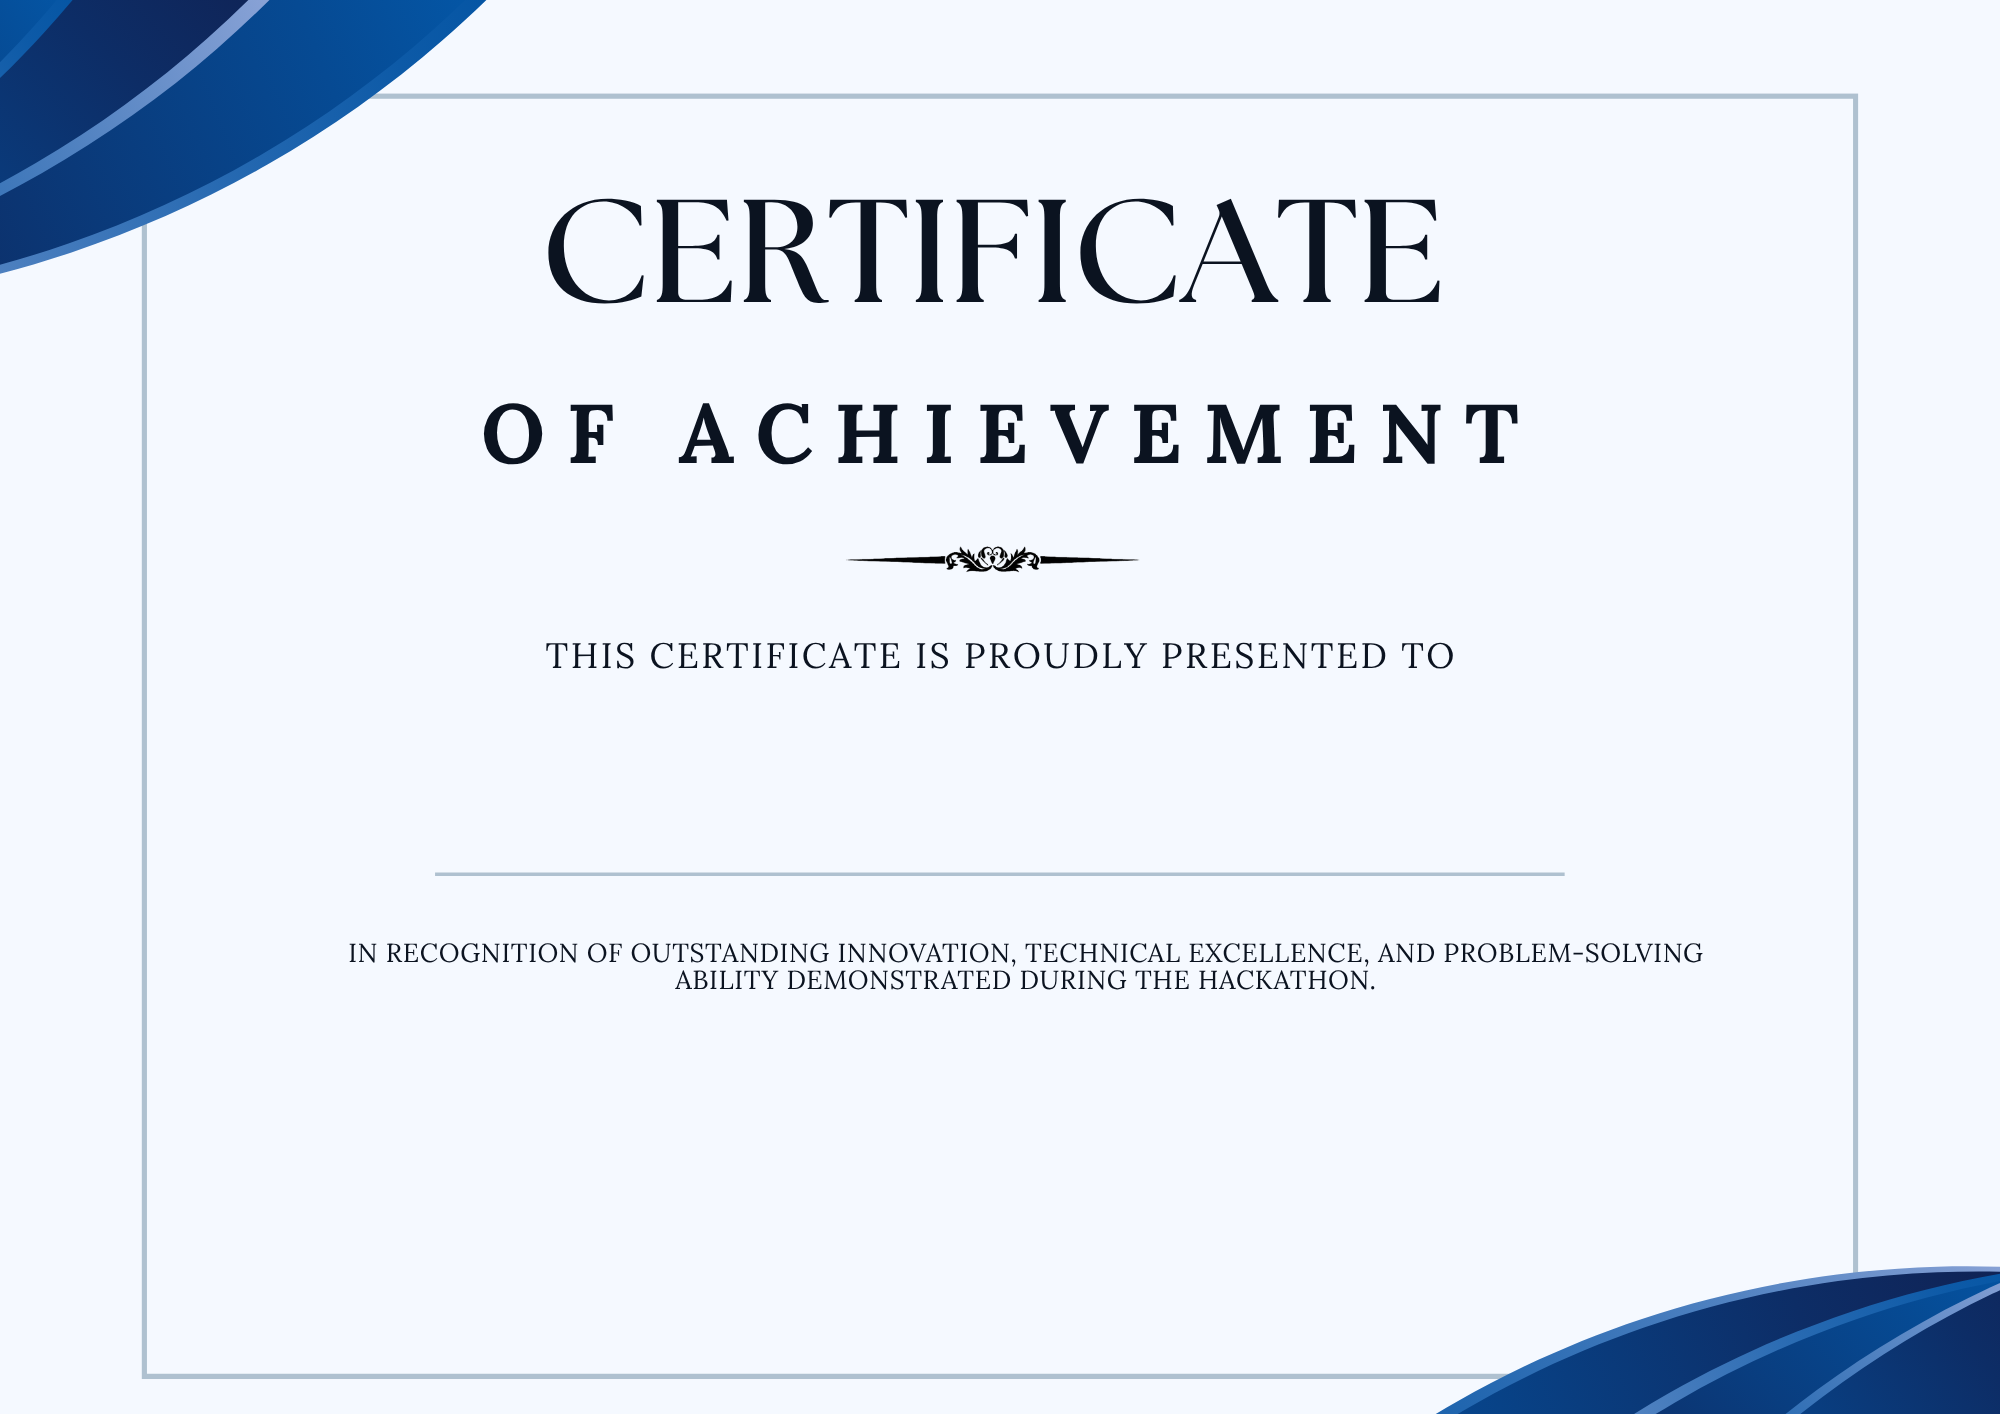 CERTIFICATE
OF ACHIEVEMENT
THIS CERTIFICATE IS PROUDLY PRESENTED TO
IN RECOGNITION OF OUTSTANDING INNOVATION, TECHNICAL EXCELLENCE, AND PROBLEM-SOLVING
ABILITY DEMONSTRATED DURING THE HACKATHON.